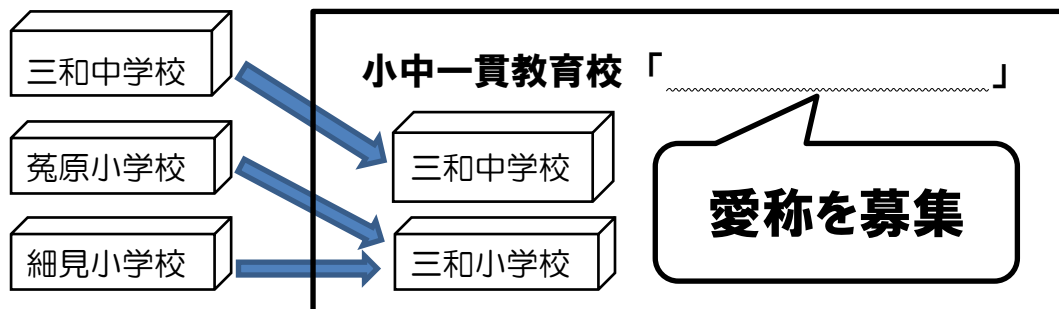 三和中学校
菟原小学校
細見小学校
小中一貫教育校「　　　　　　　　　」
三和中学校
三和小学校
愛称を募集